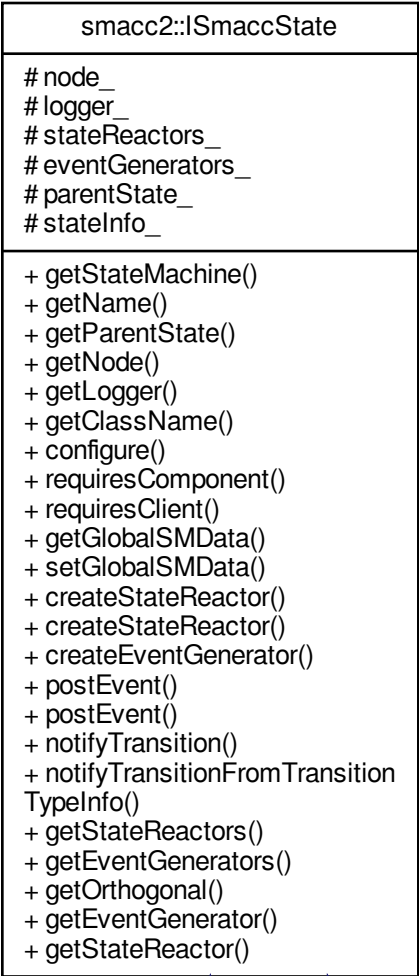 smacc2::ISmaccState
# node_
# logger_
# stateReactors_
# eventGenerators_
# parentState_
# stateInfo_
+ getStateMachine()
+ getName()
+ getParentState()
+ getNode()
+ getLogger()
+ getClassName()
+ configure()
+ requiresComponent()
+ requiresClient()
+ getGlobalSMData()
+ setGlobalSMData()
+ createStateReactor()
+ createStateReactor()
+ createEventGenerator()
+ postEvent()
+ postEvent()
+ notifyTransition()
+ notifyTransitionFromTransition
TypeInfo()
+ getStateReactors()
+ getEventGenerators()
+ getOrthogonal()
+ getEventGenerator()
+ getStateReactor()